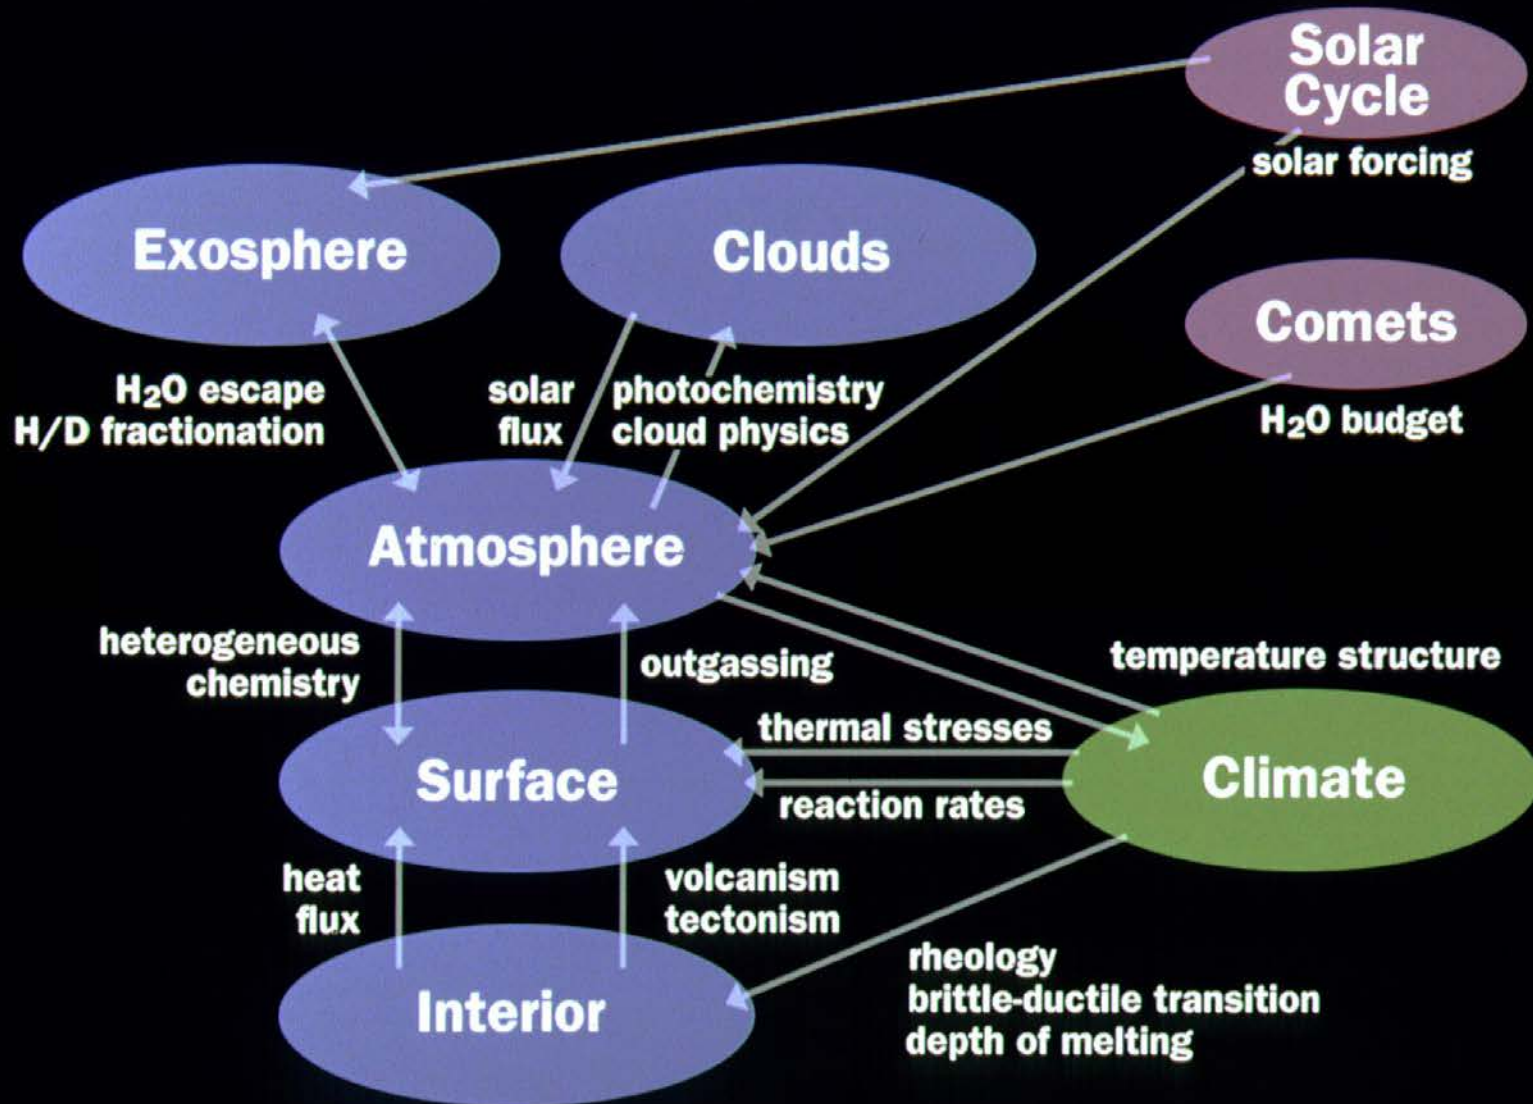 Solar
Cycle
solar forcing
Exosphere
Clouds
Comets
H₂O budget
H₂O escape
H/D fractionation
solar
flux
photochemistry
cloud physics
Atmosphere
heterogeneous
chemistry
outgassing
temperature structure
thermal stresses
Surface
Climate
reaction rates
heat
flux
volcanism
tectonism
Interior
rheology
brittle-ductile transition
depth of melting